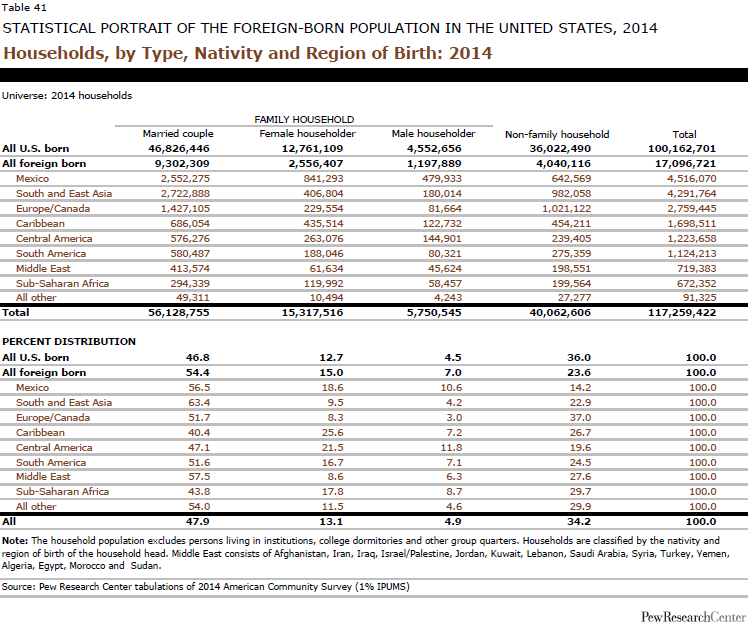 Table 41
STATISTICAL PORTRAIT OF THE FOREIGN-BORN POPULATION IN THE UNITED STATES, 2014
Households, by Type, Nativity and Region of Birth: 2014
Universe: 2014 households
FAMILY HOUSEHOLD
Married couple Female householder Male householder Non-family household Total
All U.S. born 46,826,446 12,761,109 4,552,656 36,022,490 100,162,701
All foreign born 9,302,309 2,556,407 1,197,889 4,040,116 17,096,721
Mexico 2,552,275 841,293 479,933 642,569 4,516,070
South and East Asia 2,722,888 406,804 180,014 982,058 4,291,764
Europe/Canada 1,427,105 229,554 81,664 1,021,122 2,759,445
Caribbean 686,054 435,514 122,732 454,211 1,698,511
Central America 576,276 263,076 144,901 239,405 1,223,658
South America 580,487 188,046 80,321 275,359 1,124,213
Middle East 413,574 61,634 45,624 198,551 719,383
Sub-Saharan Africa 294,339 119,992 58,457 199,564 672,352
All other 49,311 10,494 4,243 27,277 91,325
Total 56,128,755 15,317,516 5,750,545 40,062,606 117,259,422
PERCENT DISTRIBUTION
All U.S. born 46.8 12.7 4.5 36.0 100.0
All foreign born 54.4 15.0 7.0 23.6 100.0
Mexico 56.5 18.6 10.6 14.2 100.0
South and East Asia 63.4 9.5 4.2 22.9 100.0
Europe/Canada 51.7 8.3 3.0 37.0 100.0
Caribbean 40.4 25.6 7.2 26.7 100.0
Central America 47.1 21.5 11.8 19.6 100.0
South America 51.6 16.7 7.1 24.5 100.0
Middle East 57.5 8.6 6.3 27.6 100.0
Sub-Saharan Africa 43.8 17.8 8.7 29.7 100.0
All other 54.0 11.5 4.6 29.9 100.0
All 47.9 13.1 4.9 34.2 100.0
Note: The household population excludes persons living in institutions, college dormitories and other group quarters. Households are classified by the nativity and
region of birth of the household head. Middle East consists of Afghanistan, Iran, Iraq, Israel/Palestine, Jordan, Kuwait, Lebanon, Saudi Arabia, Syria, Turkey, Yemen,
Algeria, Egypt, Morocco and Sudan.
Source: Pew Research Center tabulations of 2014 American Community Survey (1% IPUMS)
PewResearchCenter